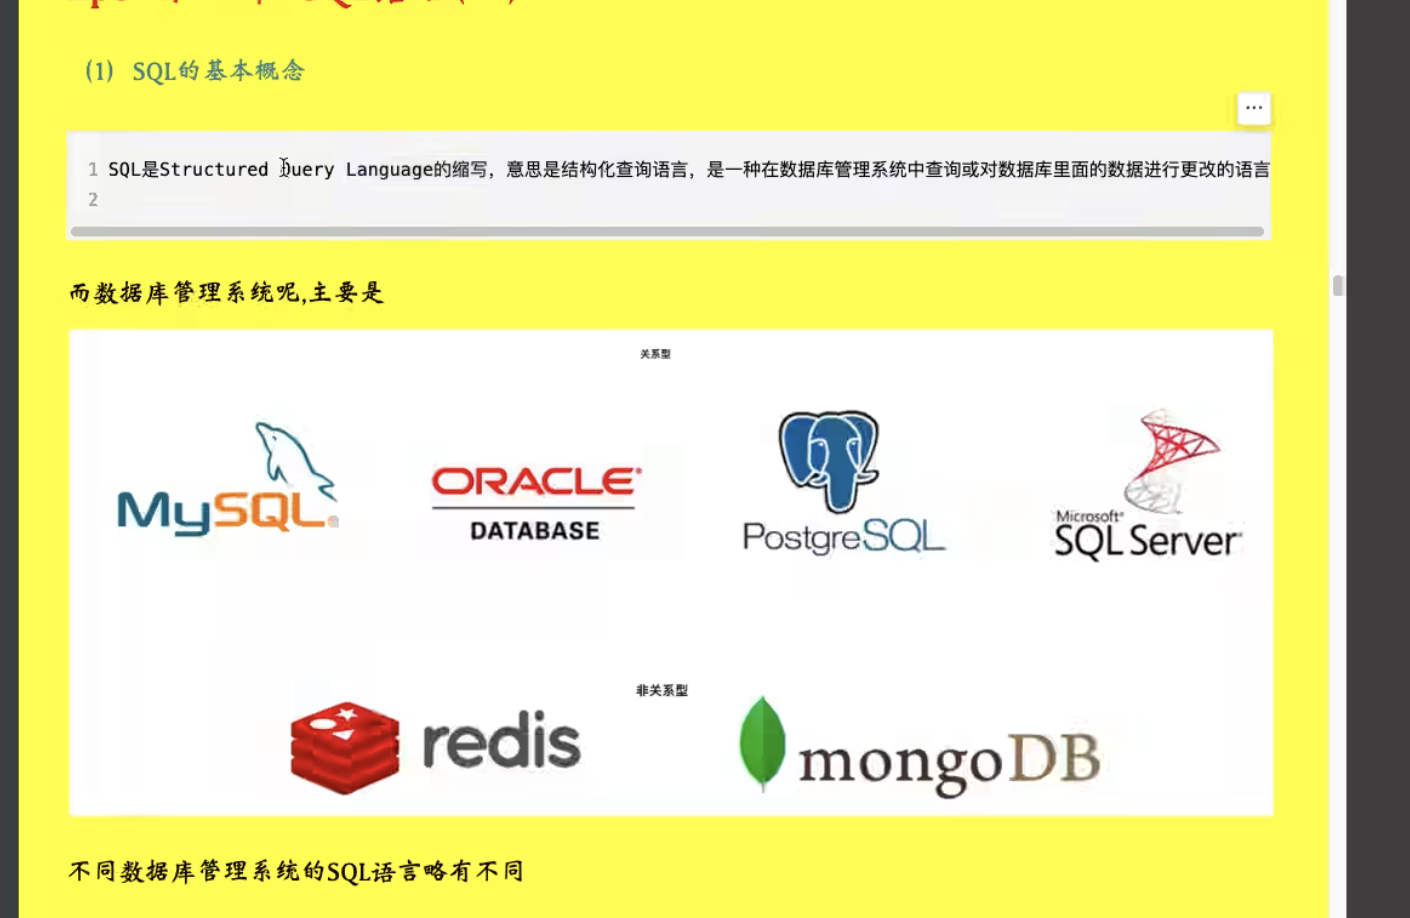 (1) SQL的基本概念
...
1 SQL是Structured Query Language的缩写，意思是结构化查询语言，是一种在数据库管理系统中查询或对数据库里面的数据进行更改的语言
2
而数据库管理系统呢,主要是
关系型
MySQL®
ORACLE®
DATABASE
PostgreSQL
Microsoft®
SQL Server®
非关系型
redis
mongoDB
不同数据库管理系统的SQL语言略有不同